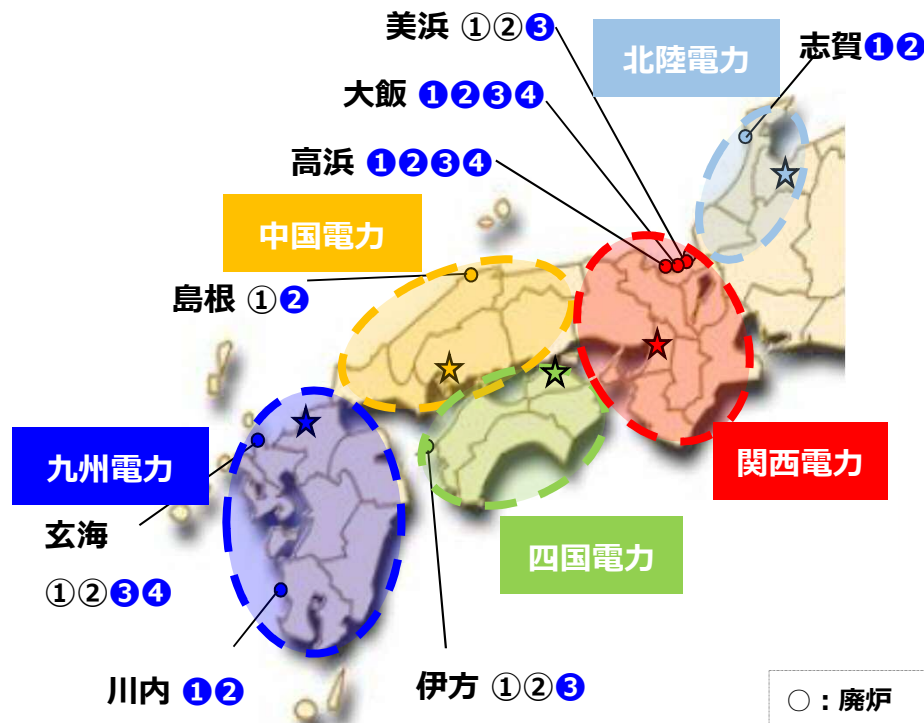 美浜 ①②❸
北陸電力
志賀❶❷
大飯 ❶❷❸❹
高浜 ❶❷❸❹
中国電力
島根 ①❷
九州電力
関西電力
玄海
①②❸❹
四国電力
川内 ❶❷
伊方 ①②❸
○：廃炉